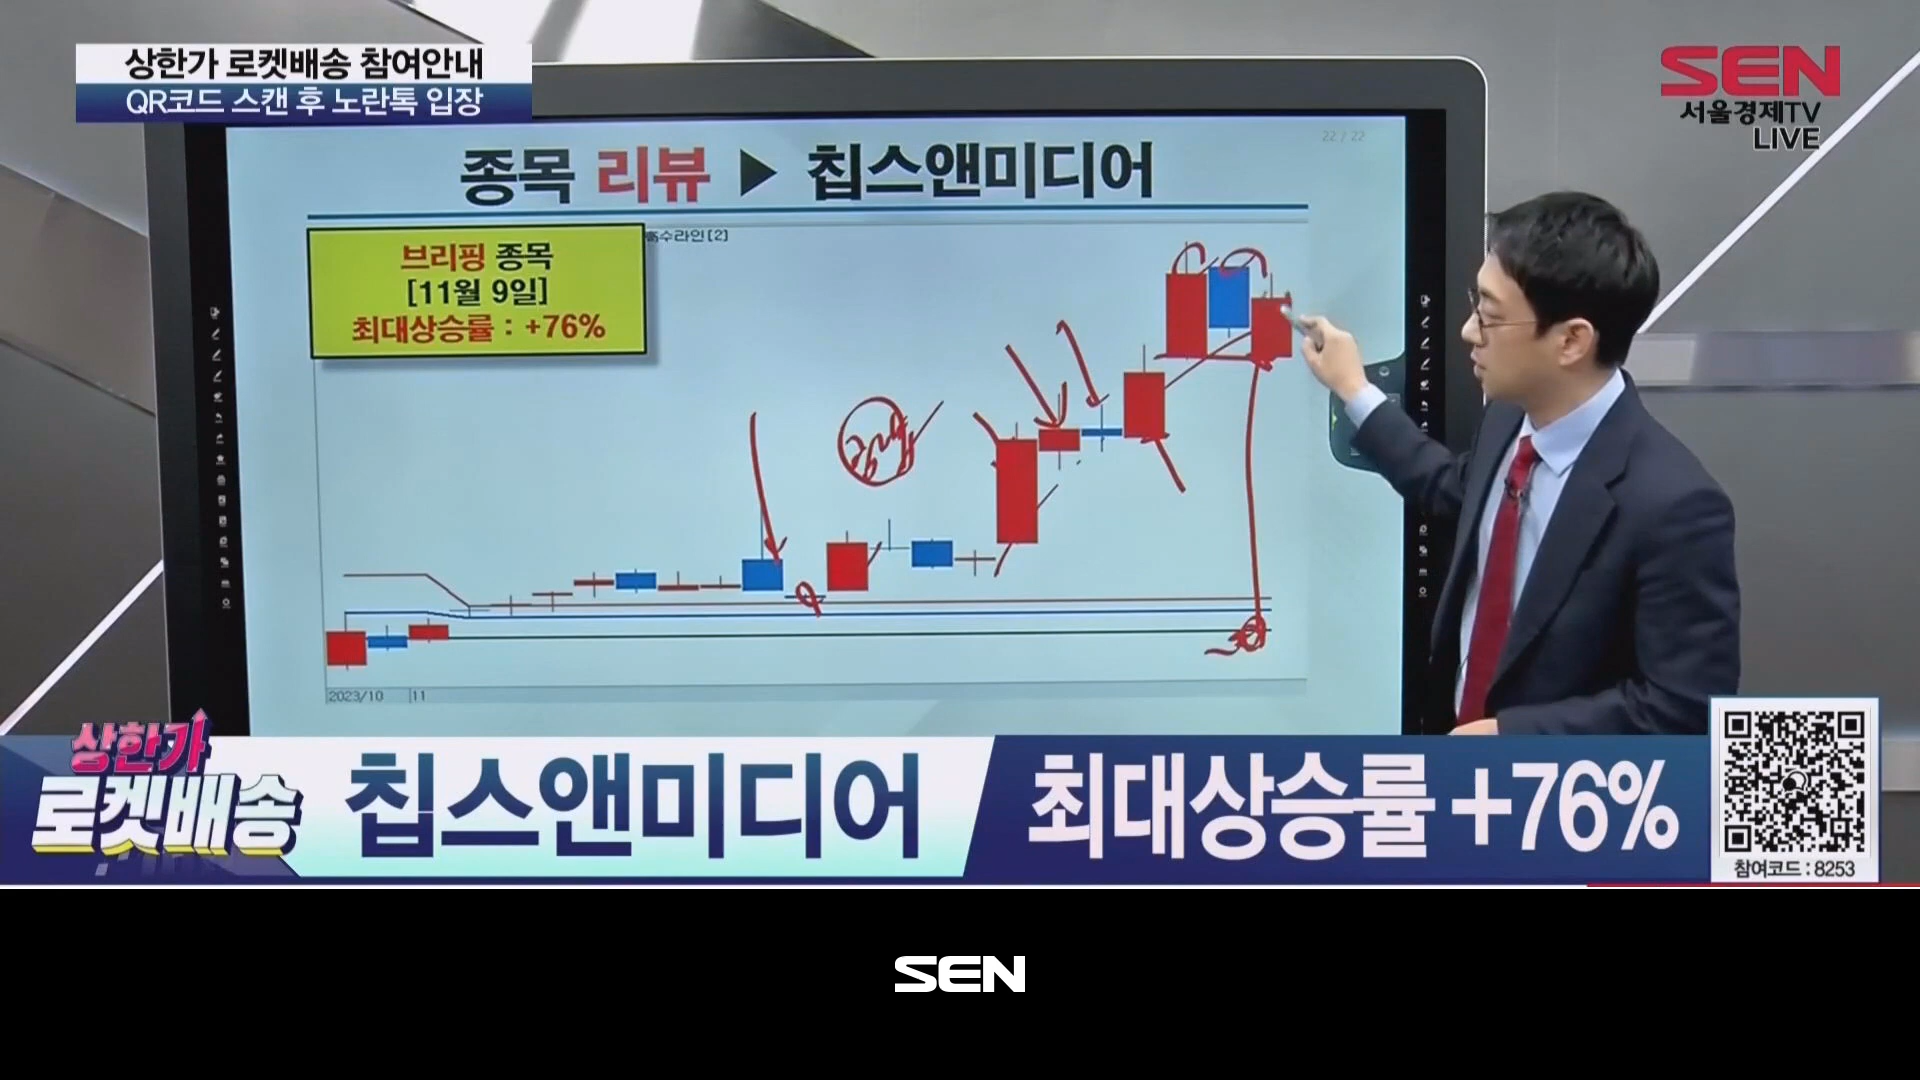 상한가 로켓배송 참여안내
QR코드 스캔 후 노란톡 입장
SEN
서울경제TV
LIVE
22 / 22
종목 리뷰 ▶ 칩스앤미디어
수라인[2]
브리핑 종목
[11월 9일]
최대상승률 : +76%
2023/10
11
상한가
로켓배송
칩스앤미디어
최대상승률 +76%
참여코드 : 8253
SEN